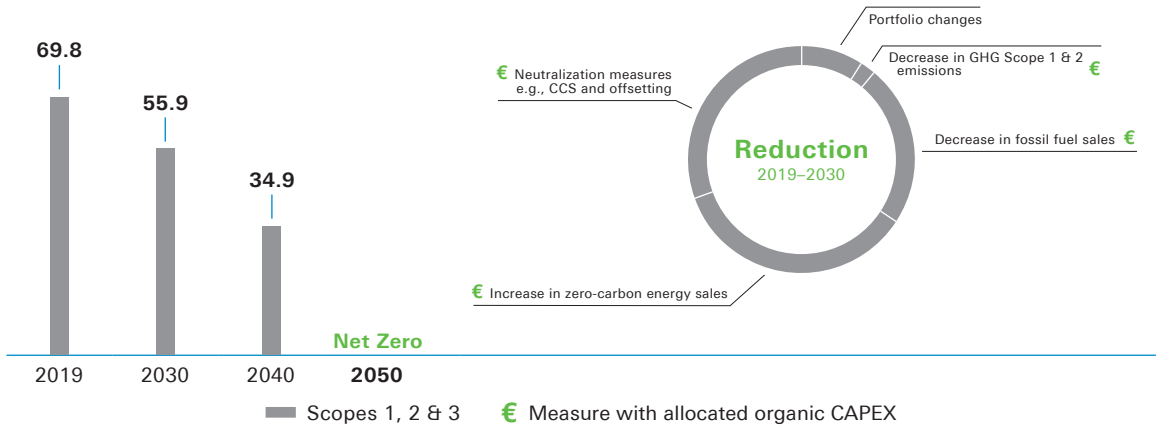 69.8
55.9
34.9
Net Zero
2019
2030
2040
2050
Portfolio changes
Decrease in GHG Scope 1 & 2
emissions €
Decrease in fossil fuel sales €
€ Neutralization measures
e.g., CCS and offsetting
Reduction
2019–2030
€ Increase in zero-carbon energy sales
Scopes 1, 2 & 3
€ Measure with allocated organic CAPEX